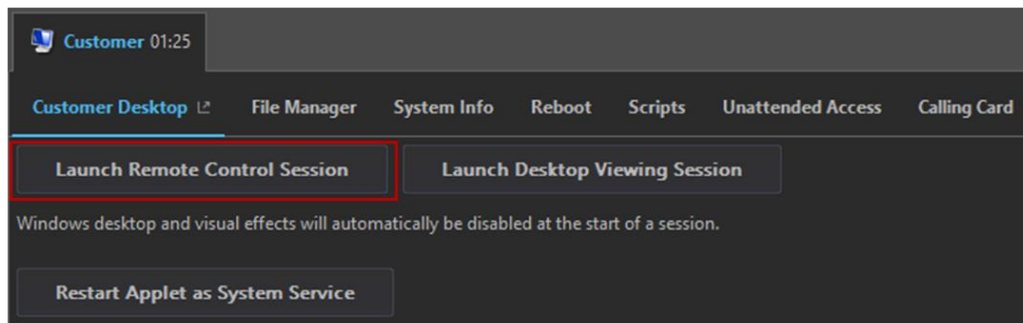 Customer 01:25
Customer Desktop File Manager System Info Reboot Scripts Unattended Access Calling Card
Launch Remote Control Session Launch Desktop Viewing Session
Windows desktop and visual effects will automatically be disabled at the start of a session.
Restart Applet as System Service